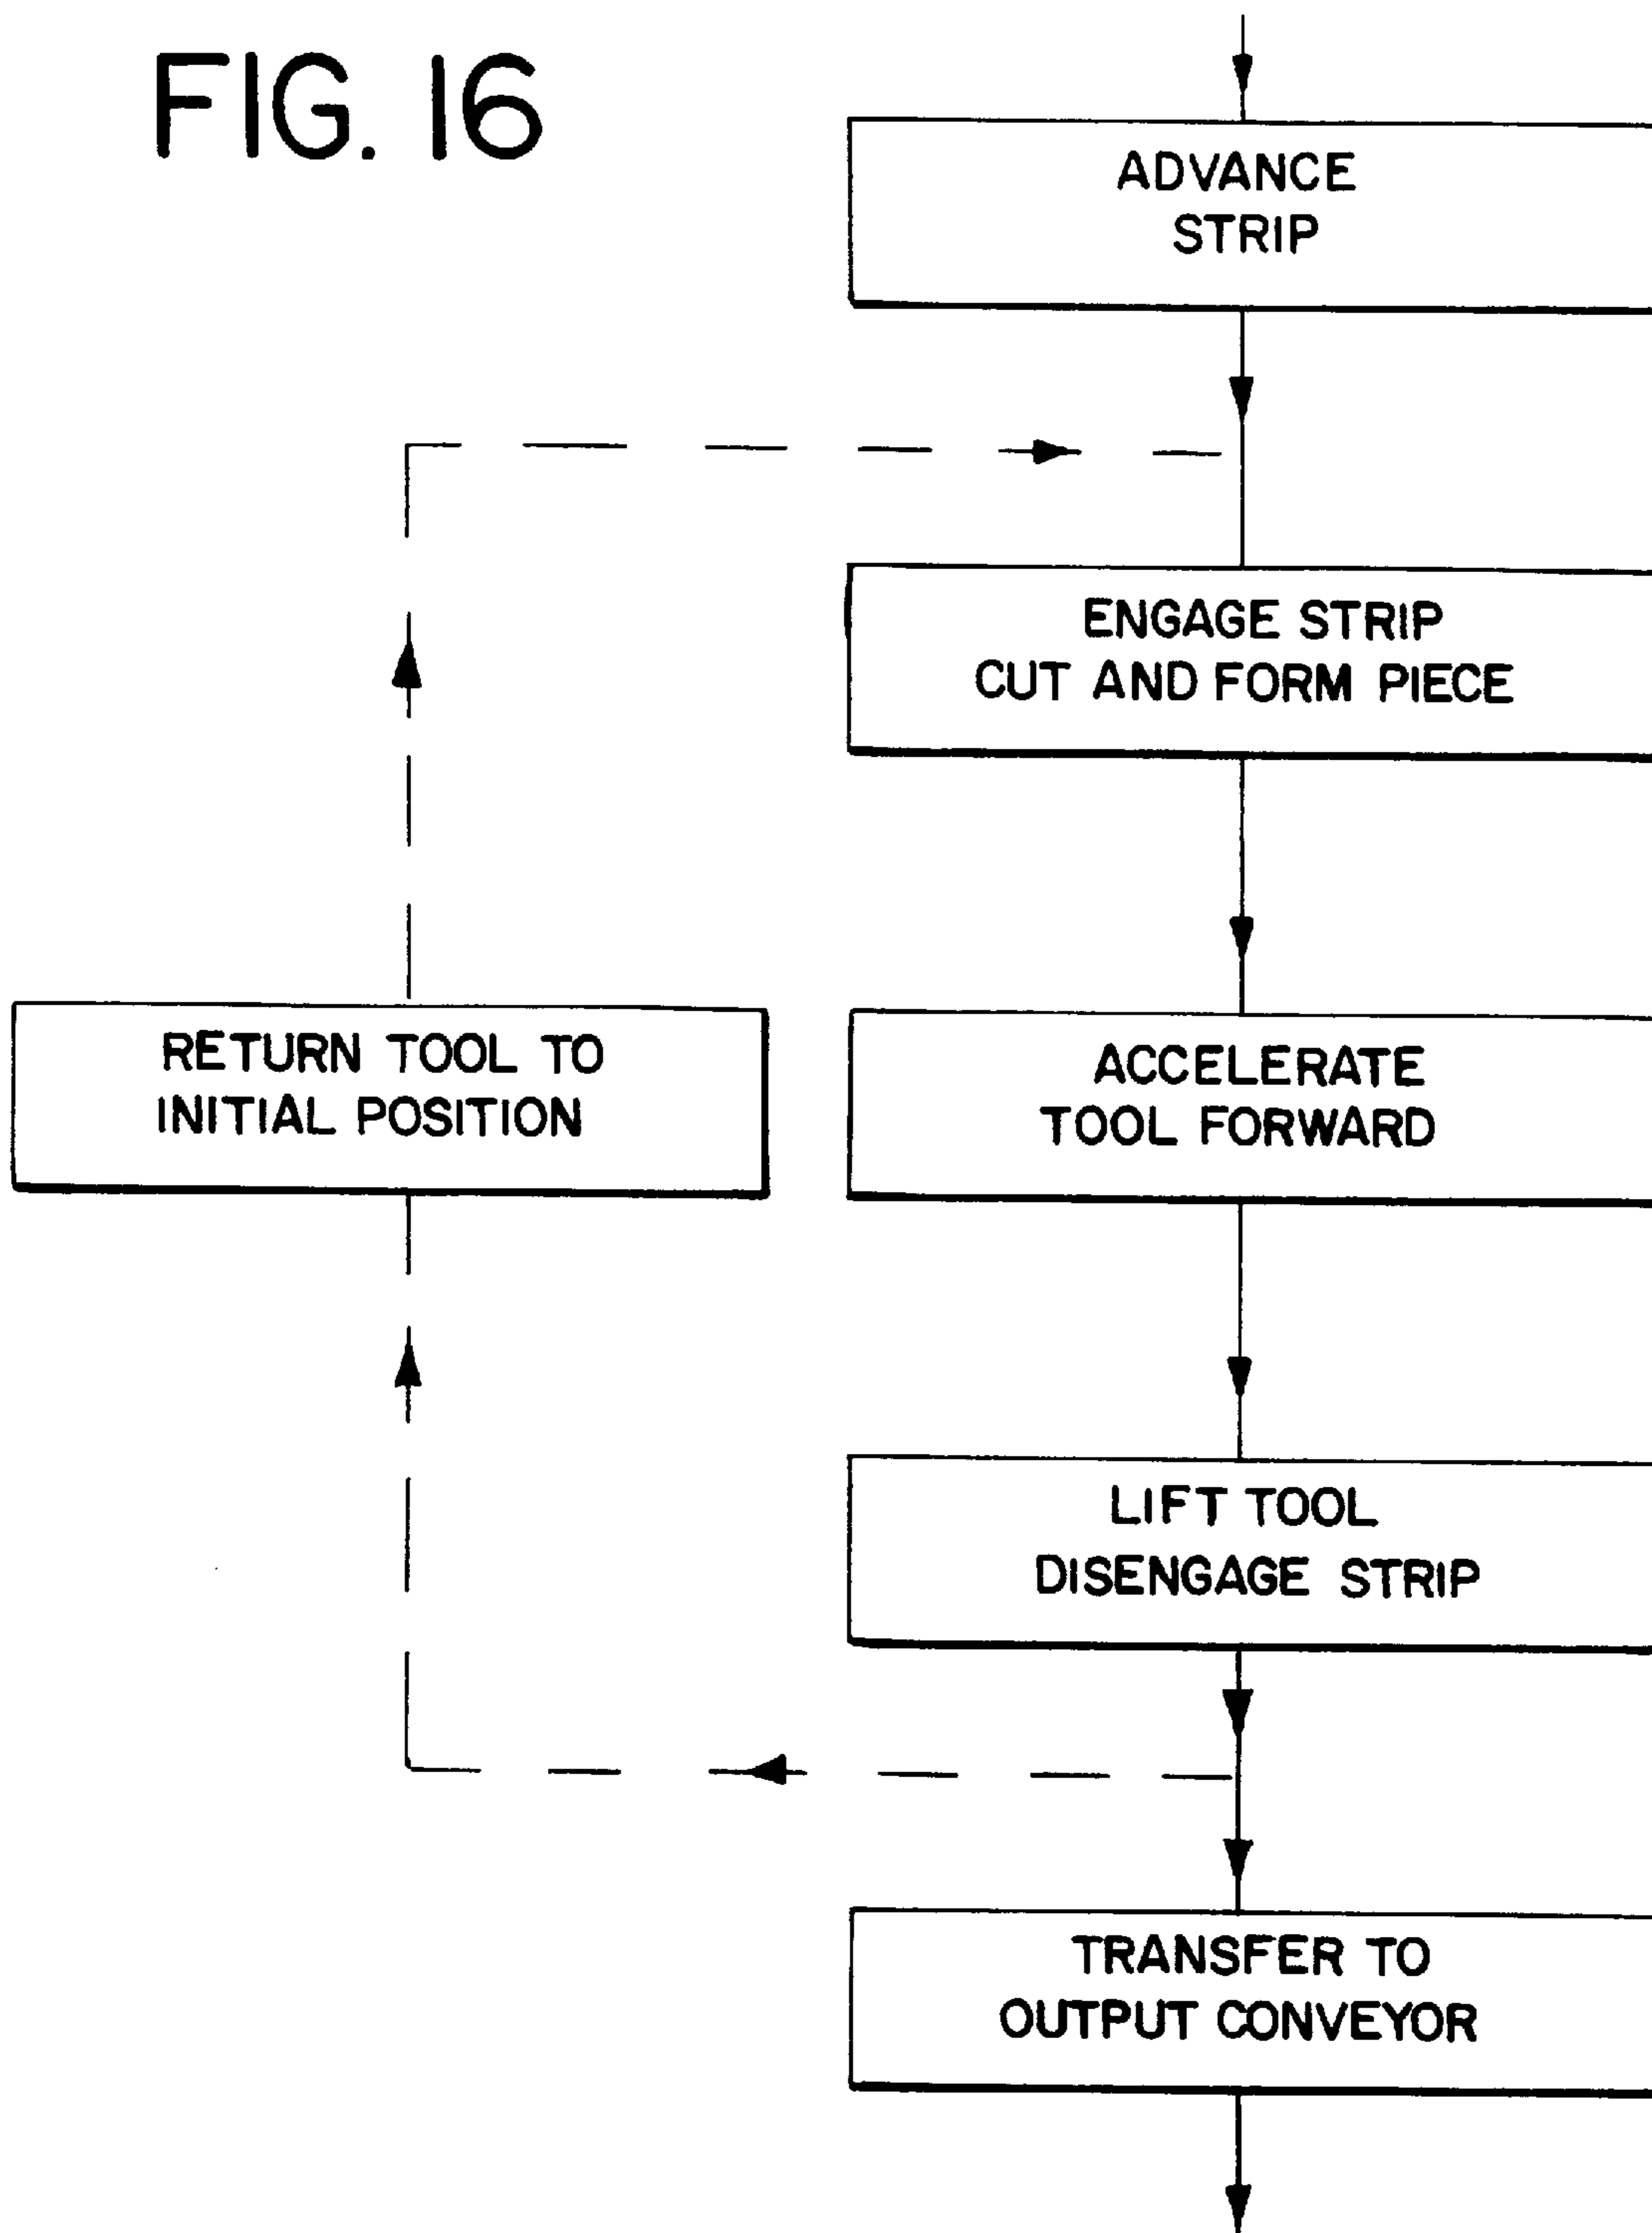 FIG. 16
ADVANCE
STRIP
ENGAGE STRIP
CUT AND FORM PIECE
RETURN TOOL TO
INITIAL POSITION
ACCELERATE
TOOL FORWARD
LIFT TOOL
DISENGAGE STRIP
TRANSFER TO
OUTPUT CONVEYOR